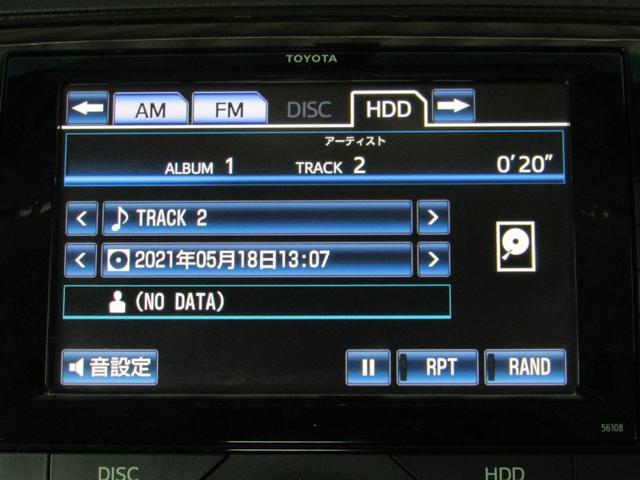 TOYOTA
AM FM DISC HDD
アーティスト
ALBUM 1 TRACK 2 0'20"
TRACK 2
2021年05月18日13:07
(NO DATA)
音設定 RPT RAND
56108
DISC HDD